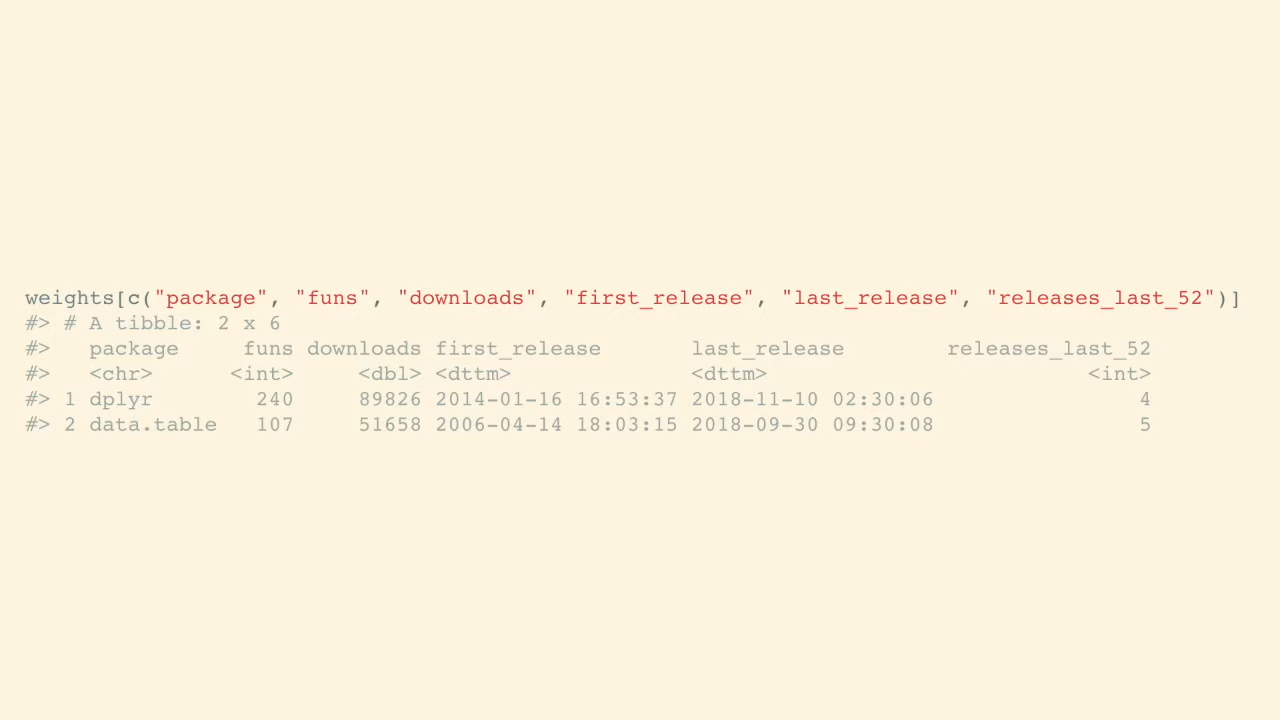 weights[c("package", "funs", "downloads", "first_release", "last_release", "releases_last_52")]
#> # A tibble: 2 x 6
#>   package    funs downloads first_release       last_release        releases_last_52
#>   <chr>     <int>     <dbl> <dttm>              <dttm>                         <int>
#> 1 dplyr       240     89826 2014-01-16 16:53:37 2018-11-10 02:30:06                4
#> 2 data.table  107     51658 2006-04-14 18:03:15 2018-09-30 09:30:08                5